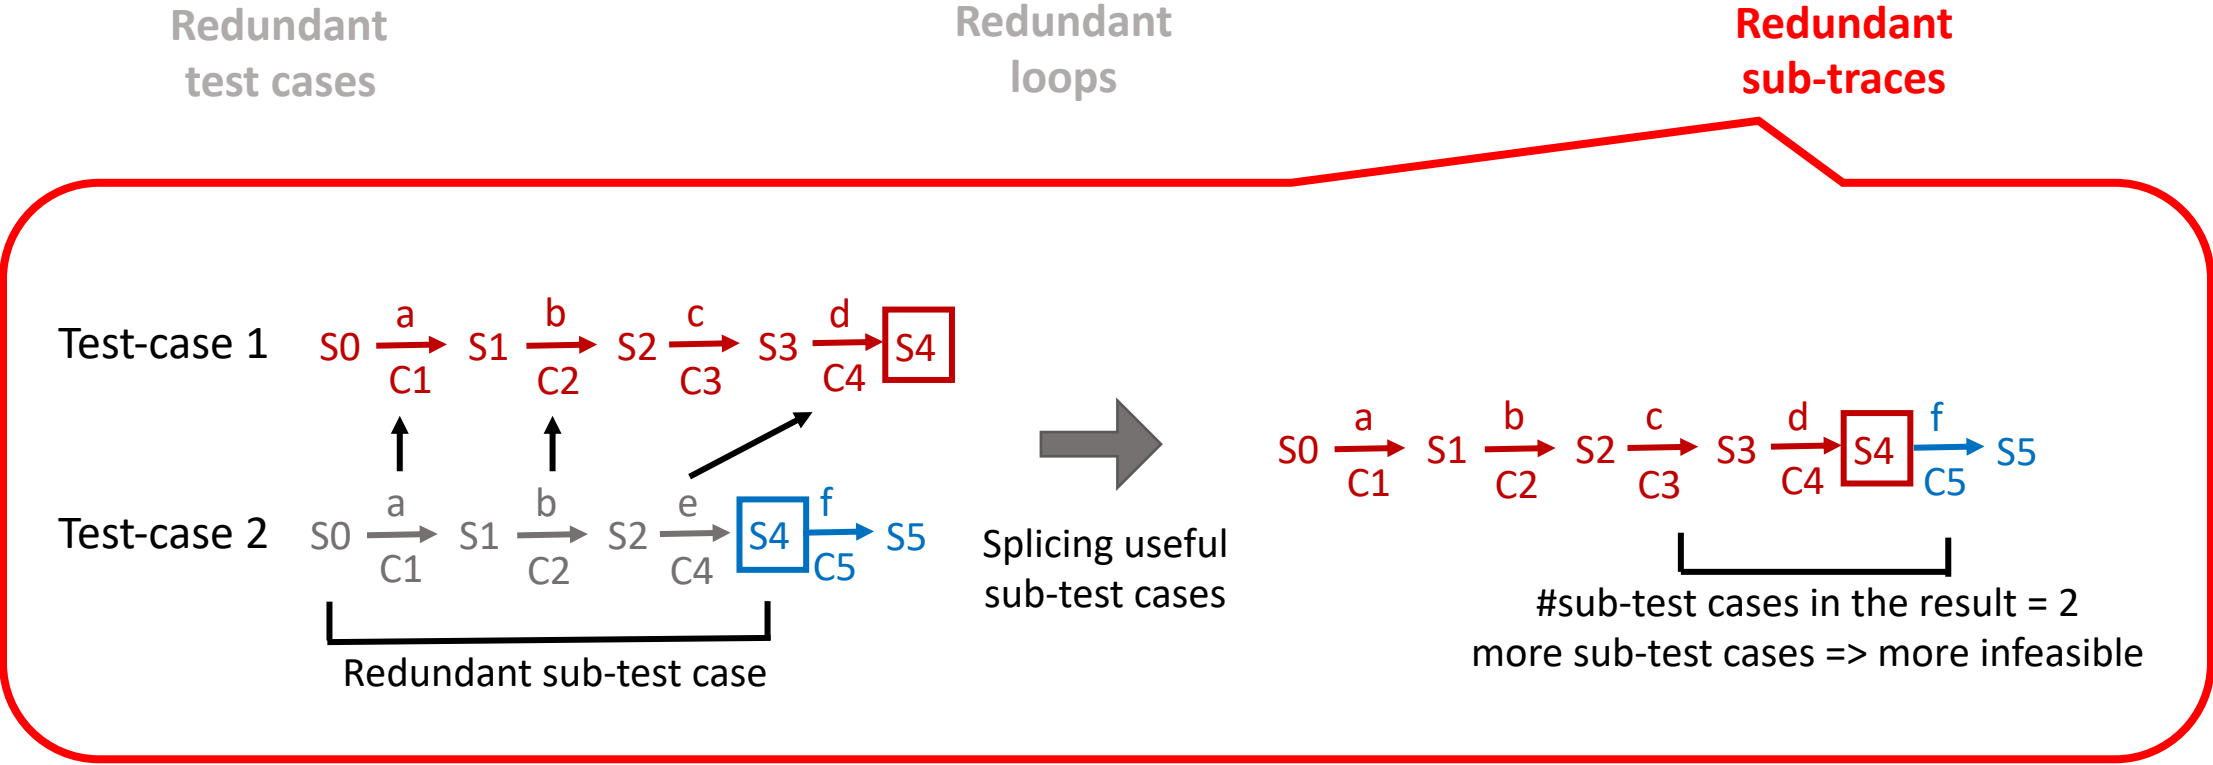 Redundant
test cases
Redundant
loops
Redundant
sub-traces
a b c d
Test-case 1 S0 S1 S2 S3 S4
C1 C2 C3 C4
a b e f
Test-case 2 S0 S1 S2 S4 S5
C1 C2 C4 C5
Redundant sub-test case
Splicing useful
sub-test cases
a b c d f
S0 S1 S2 S3 S4 S5
C1 C2 C3 C4 C5
#sub-test cases in the result = 2
more sub-test cases => more infeasible